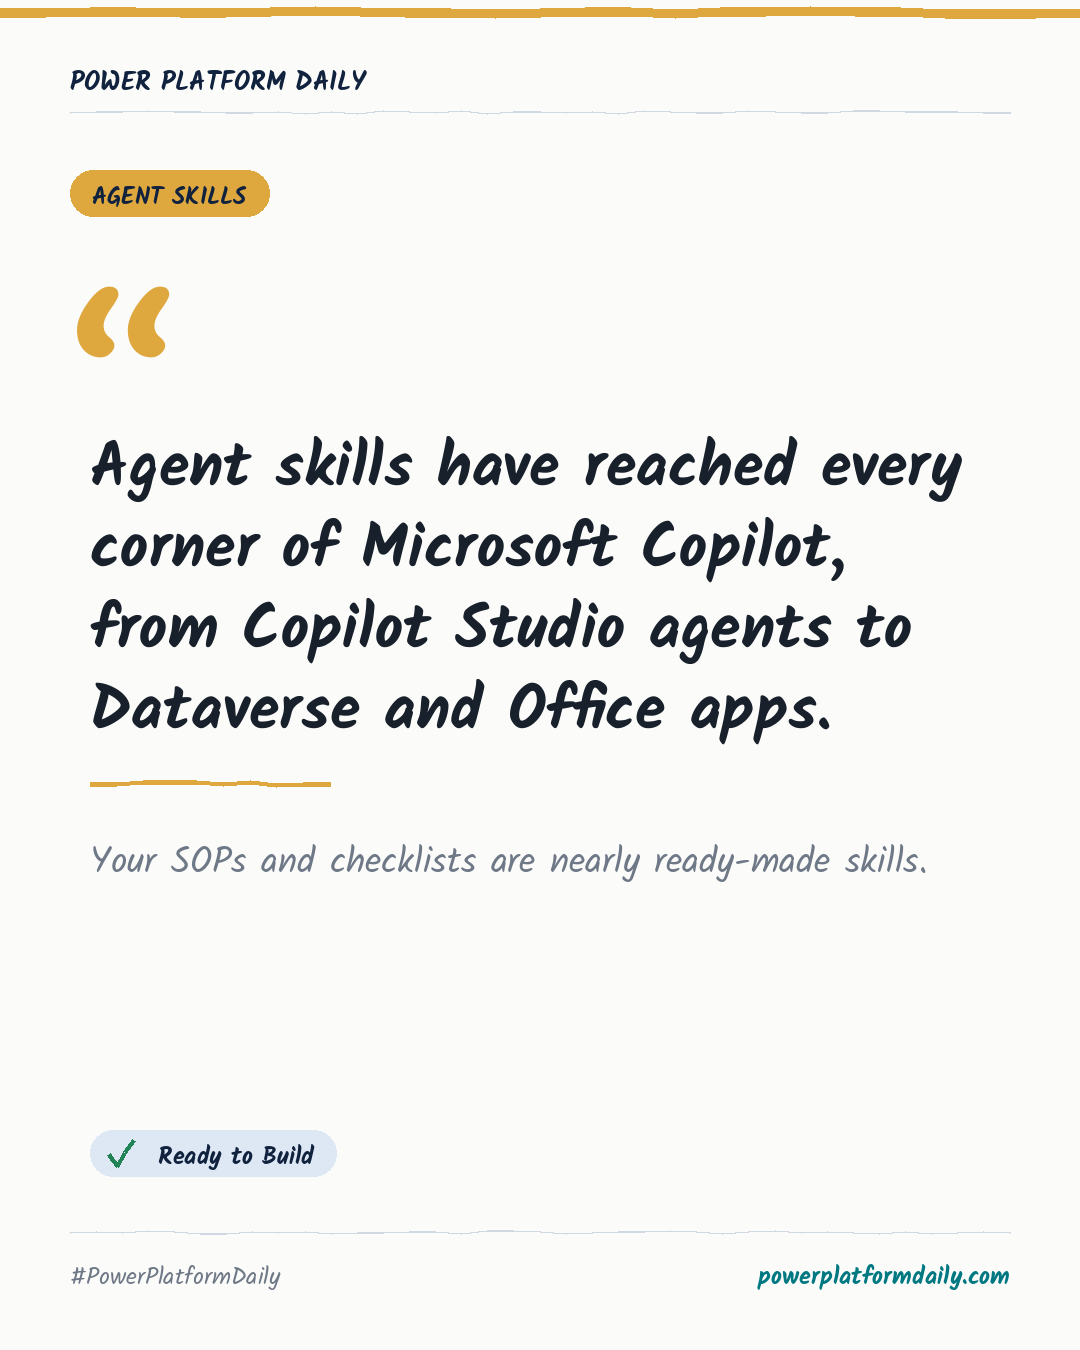 POWER PLATFORM DAILY
AGENT SKILLS
“
Agent skills have reached every
corner of Microsoft Copilot,
from Copilot Studio agents to
Dataverse and Office apps.
Your SOPs and checklists are nearly ready-made skills.
✓ Ready to Build
#PowerPlatformDaily
powerplatformdaily.com